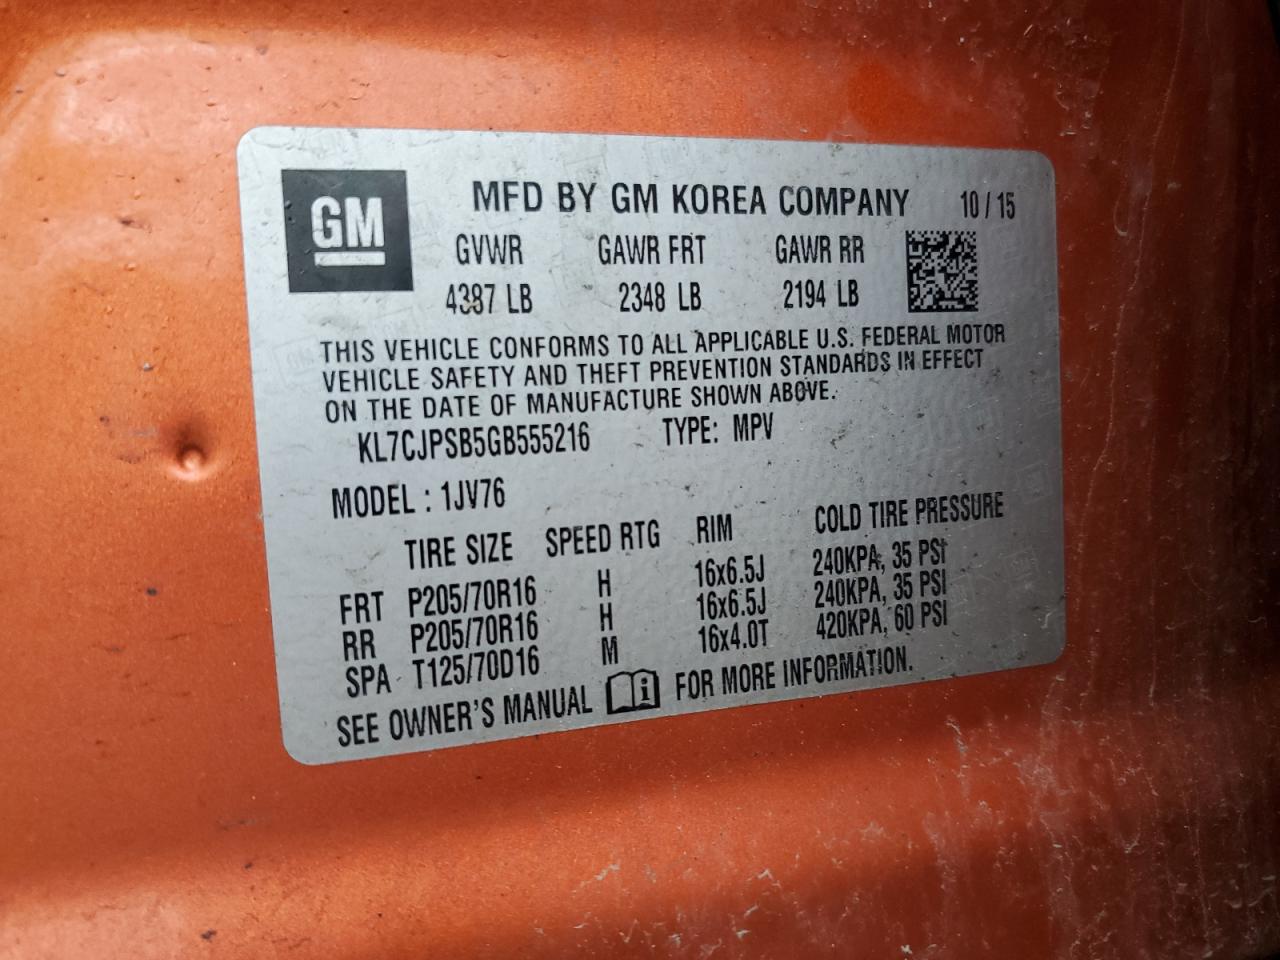 GM
MFD BY GM KOREA COMPANY 10 / 15
GVWR GAWR FRT GAWR RR
4387 LB 2348 LB 2194 LB
THIS VEHICLE CONFORMS TO ALL APPLICABLE U.S. FEDERAL MOTOR
VEHICLE SAFETY AND THEFT PREVENTION STANDARDS IN EFFECT
ON THE DATE OF MANUFACTURE SHOWN ABOVE.
KL7CJPSB5GB555216 TYPE: MPV
MODEL : 1JV76
TIRE SIZE SPEED RTG RIM COLD TIRE PRESSURE
FRT P205/70R16 H 16x6.5J 240KPA, 35 PSI
RR P205/70R16 H 16x6.5J 240KPA, 35 PSI
SPA T125/70D16 M 16x4.0T 420KPA, 60 PSI
SEE OWNER'S MANUAL i FOR MORE INFORMATION.